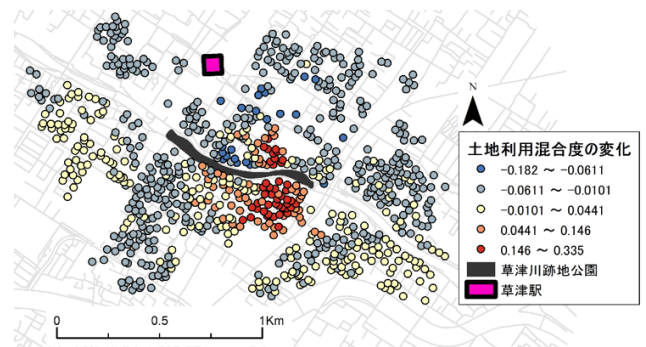 N
土地利用混合度の変化
-0.182 ～ -0.0611
-0.0611 ～ -0.0101
-0.0101 ～ 0.0441
0.0441 ～ 0.146
0.146 ～ 0.335
草津川跡地公園
草津駅
0 0.5 1Km